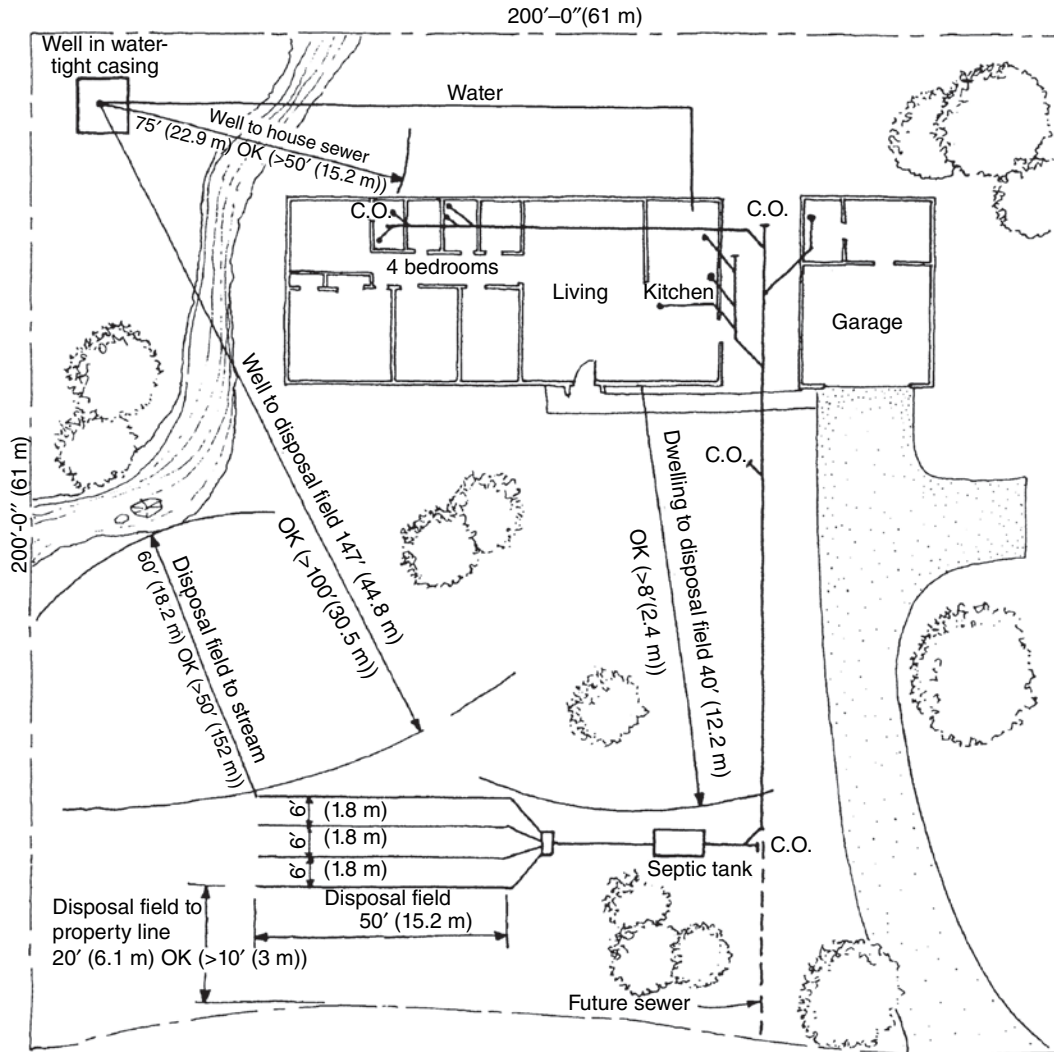 200′–0″(61 m)
Well in water-
tight casing
Water
Well to house sewer
75′ (22.9 m) OK (>50′ (15.2 m))
C.O.
C.O.
4 bedrooms
Living
Kitchen
Garage
200′-0″ (61 m)
Well to disposal field 147′ (44.8 m)
OK (>100′(30.5 m))
Dwelling to disposal field 40′ (12.2 m)
OK (>8′(2.4 m))
C.O.
Disposal field to stream
60′ (18.2 m) OK (>50′ (152 m))
6′ (1.8 m)
6′ (1.8 m)
6′ (1.8 m)
C.O.
Septic tank
Disposal field
50′ (15.2 m)
Disposal field to
property line
20′ (6.1 m) OK (>10′ (3 m))
Future sewer